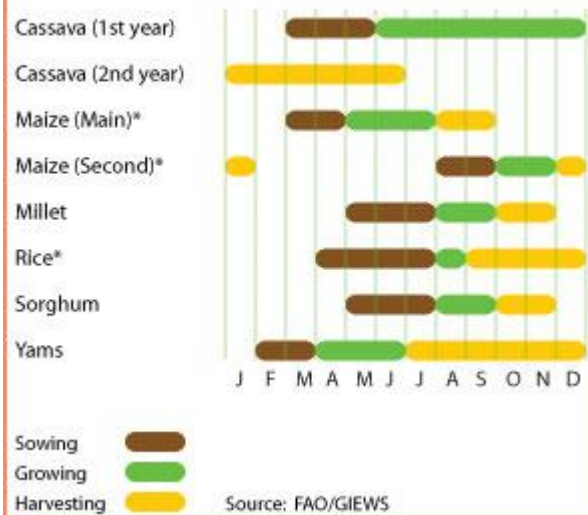 Cassava (1st year)
Cassava (2nd year)
Maize (Main)*
Maize (Second)*
Millet
Rice*
Sorghum
Yams
J F M A M J J A S O N D
Sowing
Growing
Harvesting
Source: FAO/GIEWS